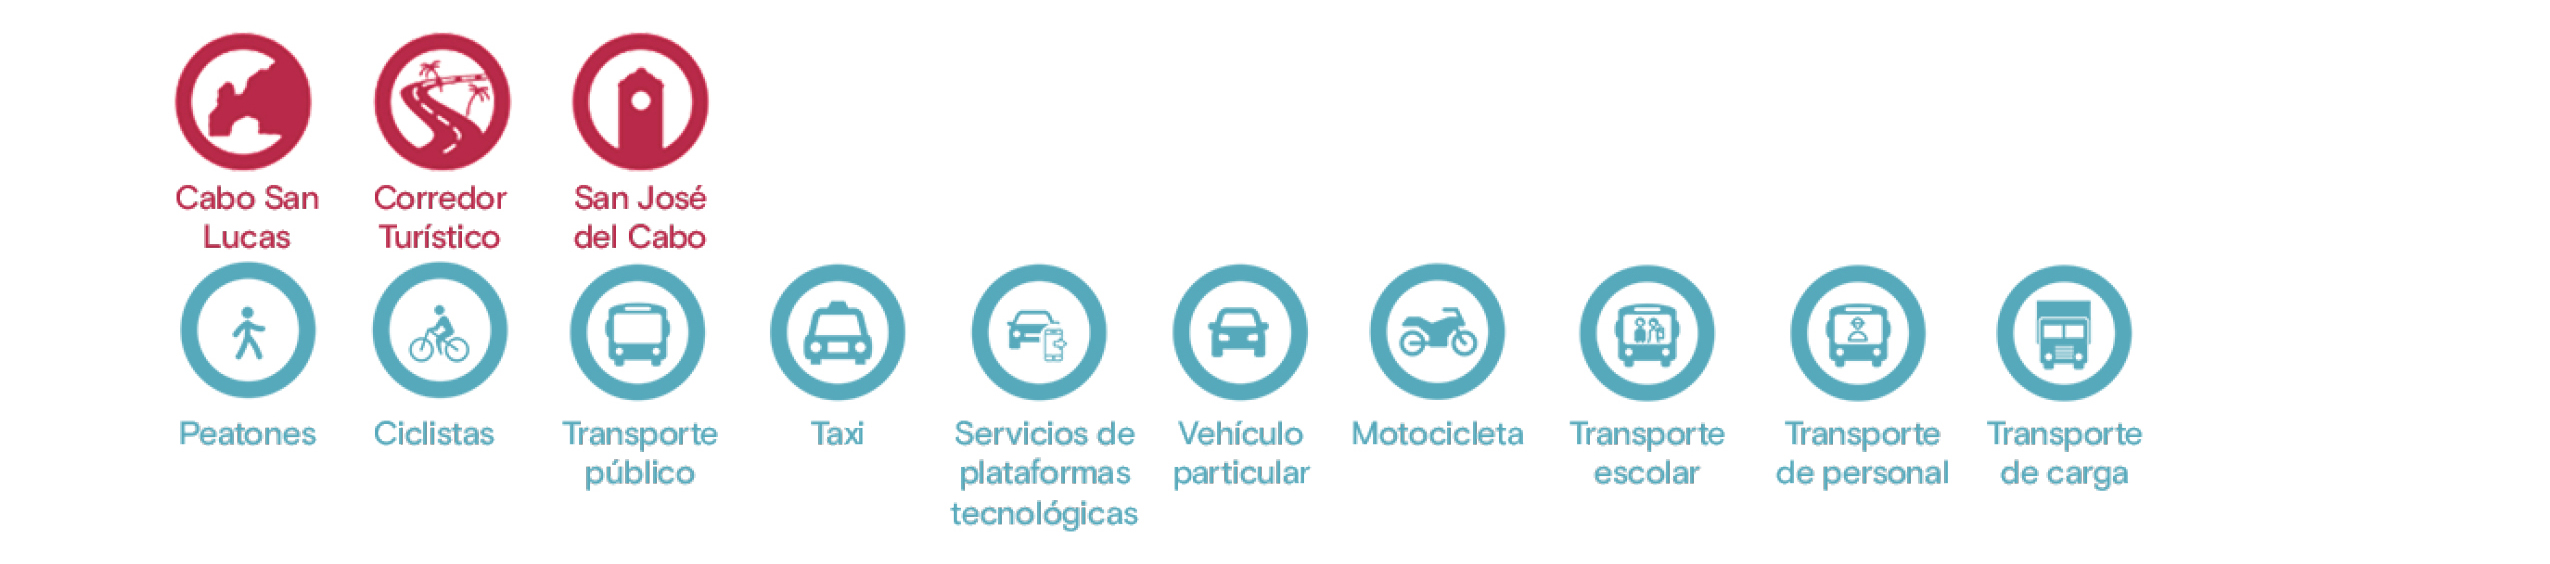 Cabo San
Lucas
Corredor
Turístico
San José
del Cabo
Peatones
Ciclistas
Transporte
público
Taxi
Servicios de
plataformas
tecnológicas
Vehículo
particular
Motocicleta
Transporte
escolar
Transporte
de personal
Transporte
de carga